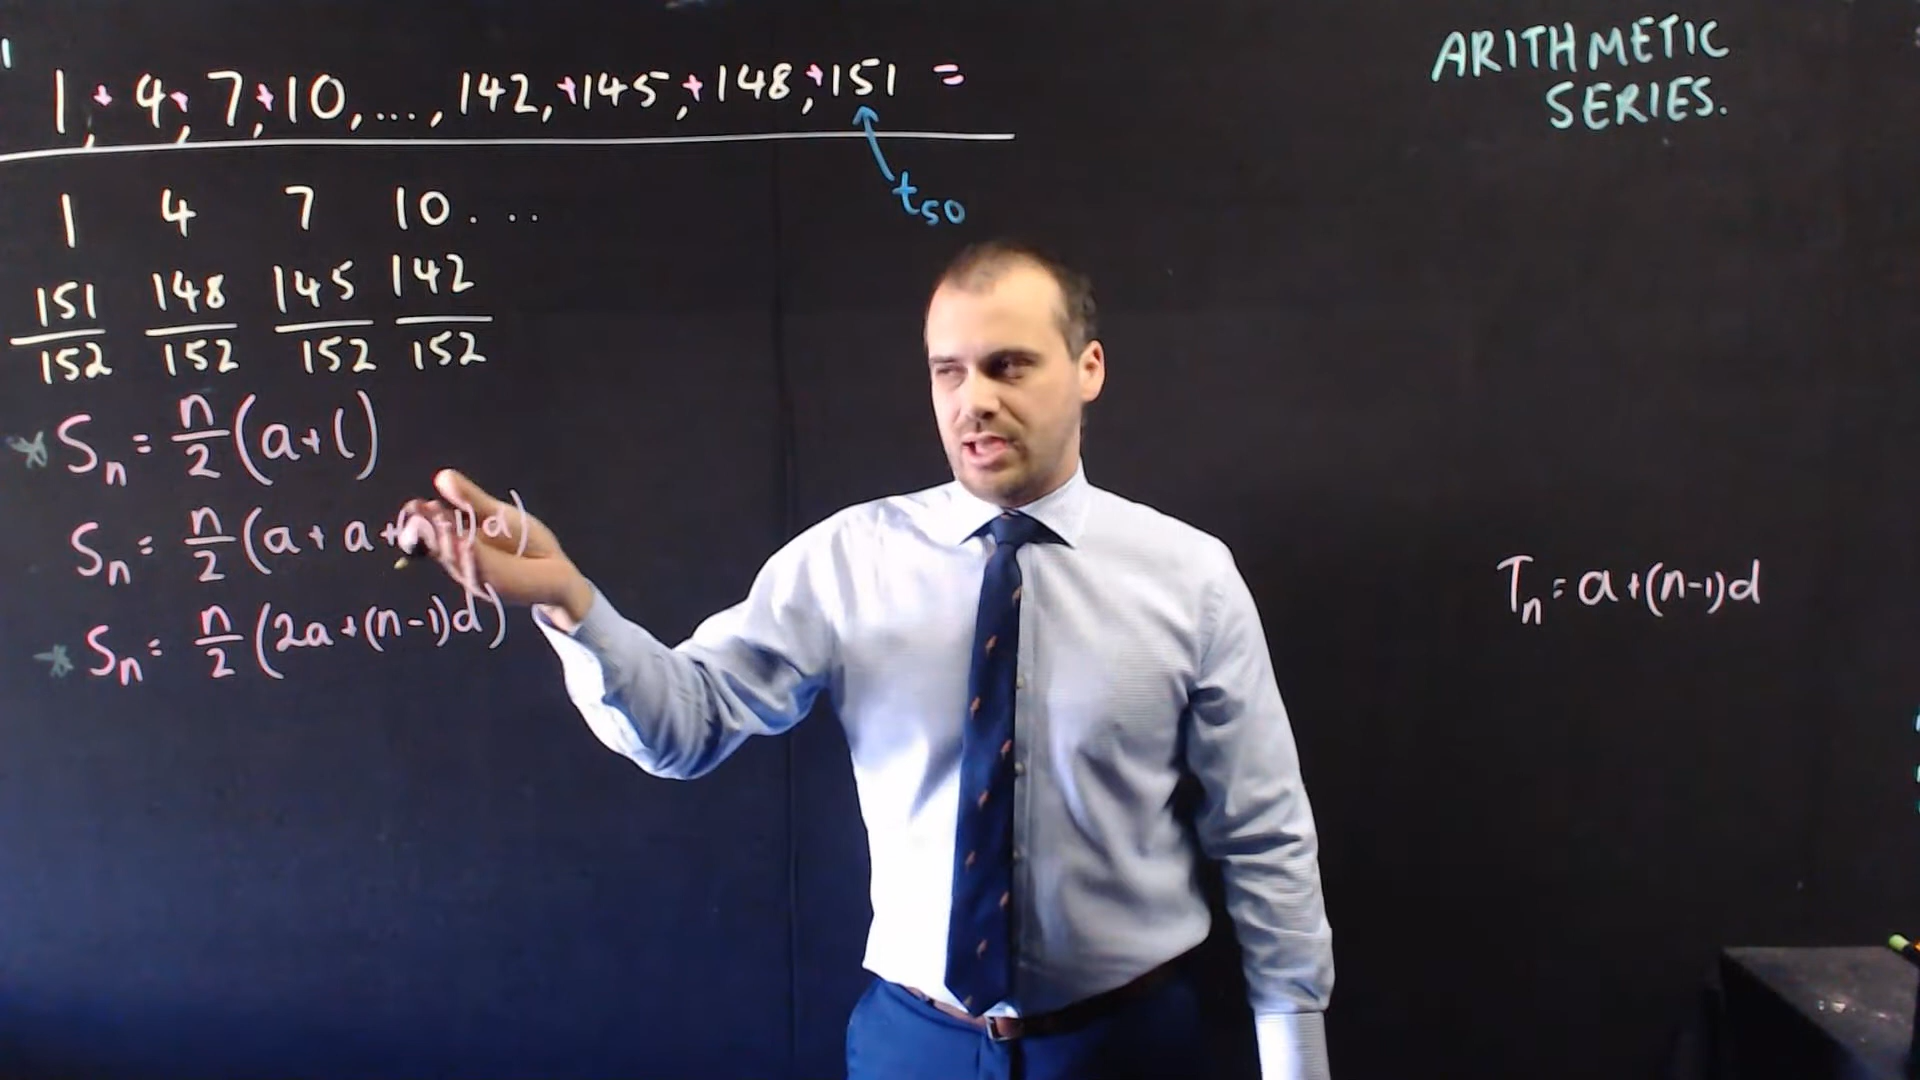 1
1, + 4, + 7, + 10, ..., 142, + 145, + 148, + 151 =
t50
1 4 7 10 ....
151 148 145 142
152 152 152 152
* Sn = n/2 (a + l)
Sn = n/2 (a + a + (n-1)d)
* Sn = n/2 (2a + (n-1)d)
ARITHMETIC
SERIES.
Tn = a + (n-1)d